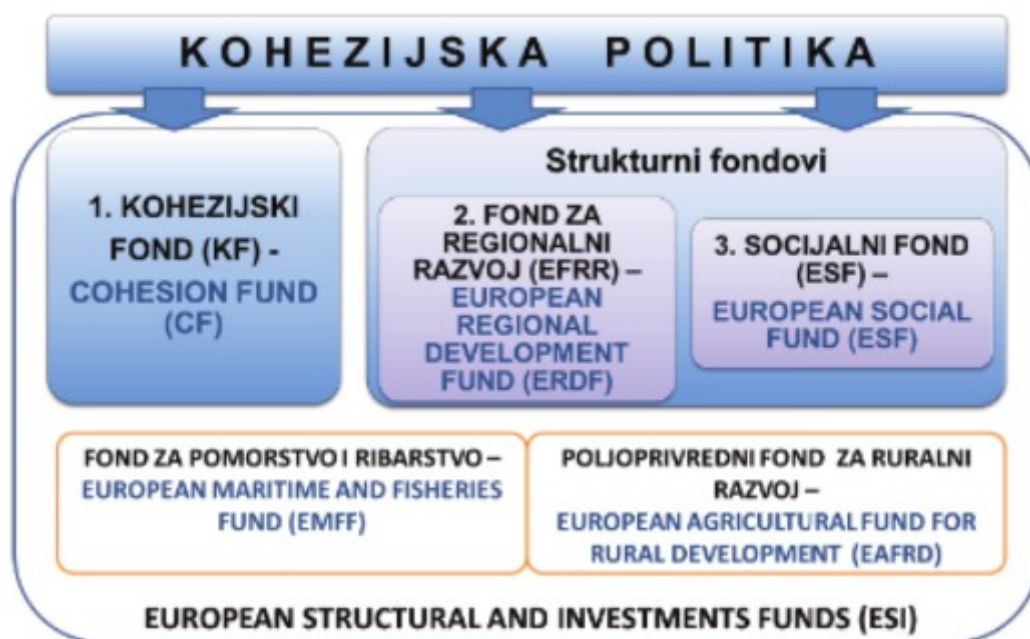 KOHEZIJSKA POLITIKA
1. KOHEZIJSKI
FOND (KF) -
COHESION FUND
(CF)
Strukturni fondovi
2. FOND ZA
REGIONALNI
RAZVOJ (EFRR) –
EUROPEAN
REGIONAL
DEVELOPMENT
FUND (ERDF)
3. SOCIJALNI FOND
(ESF) –
EUROPEAN SOCIAL
FUND (ESF)
FOND ZA POMORSTVO I RIBARSTVO –
EUROPEAN MARITIME AND FISHERIES
FUND (EMFF)
POLJOPRIVREDNI FOND ZA RURALNI
RAZVOJ –
EUROPEAN AGRICULTURAL FUND FOR
RURAL DEVELOPMENT (EAFRD)
EUROPEAN STRUCTURAL AND INVESTMENTS FUNDS (ESI)